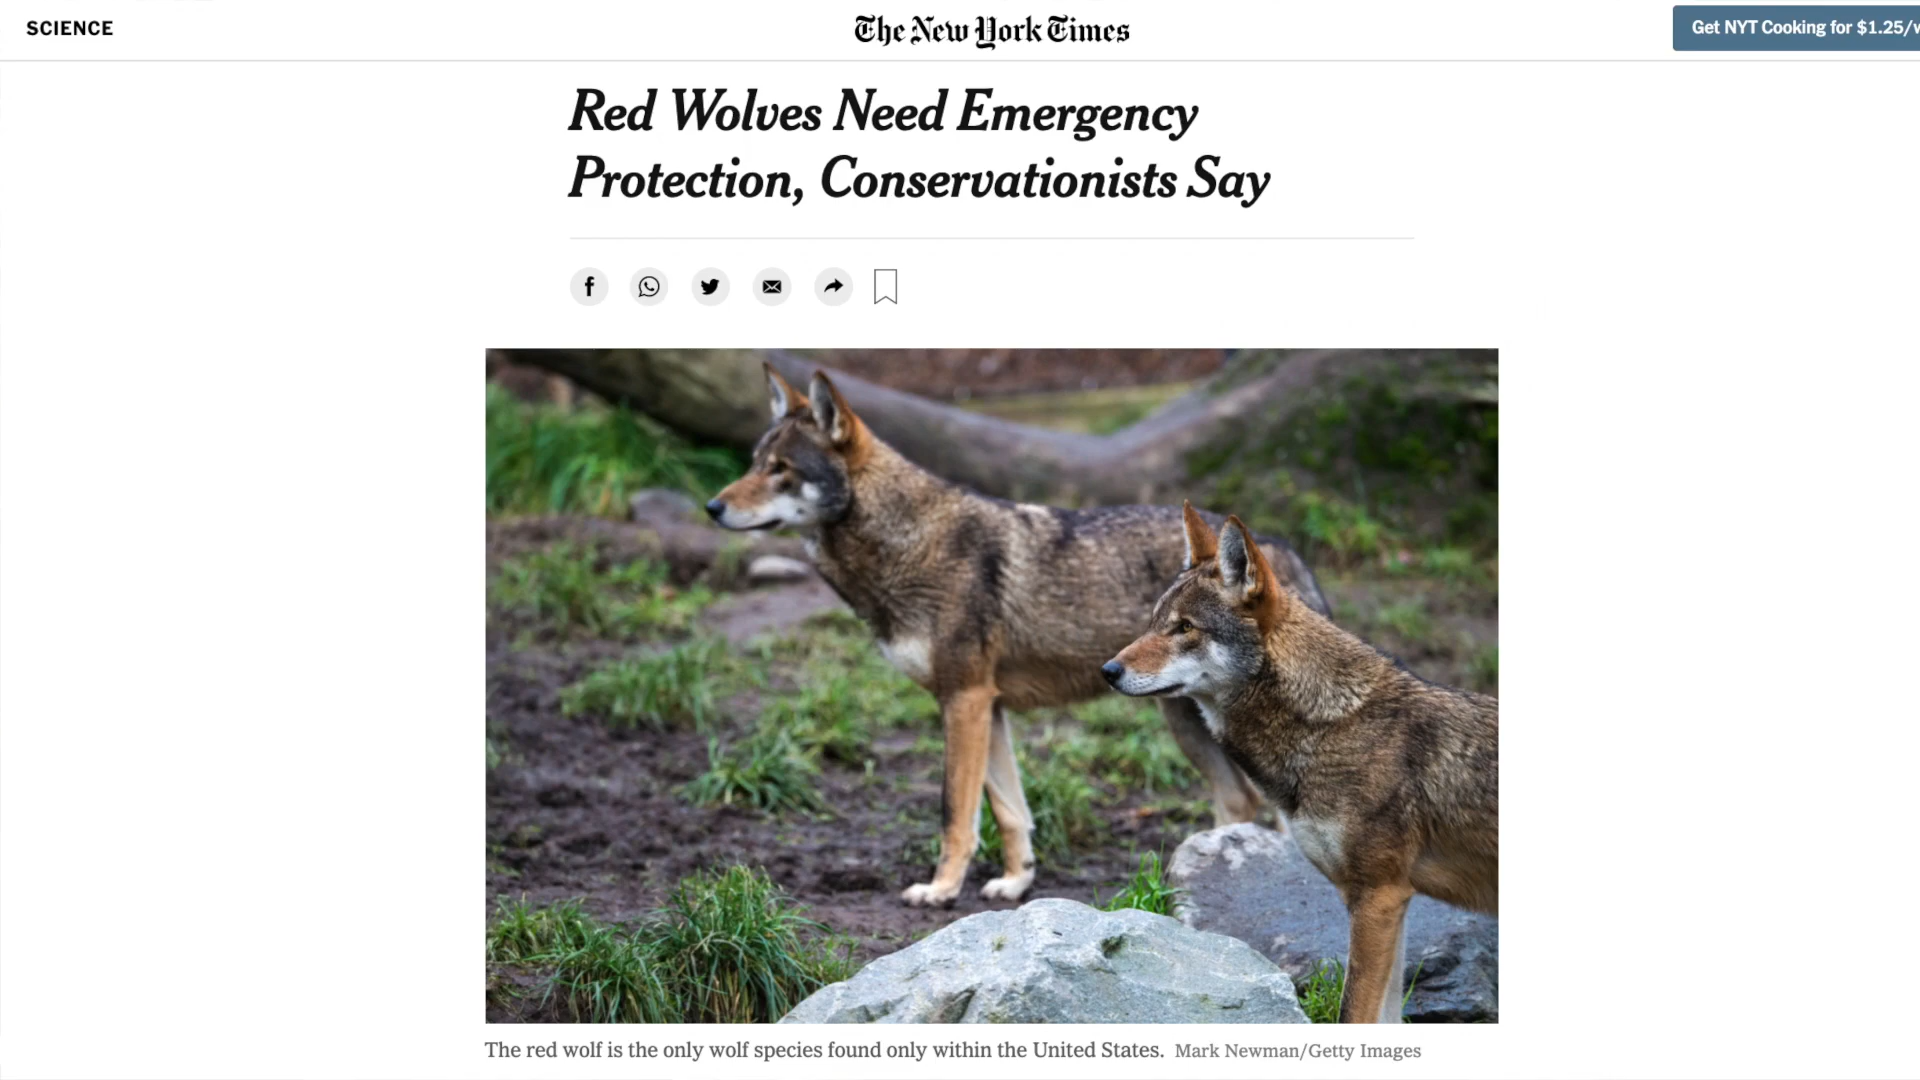 SCIENCE
The New York Times
Get NYT Cooking for $1.25/
Red Wolves Need Emergency
Protection, Conservationists Say
The red wolf is the only wolf species found only within the United States. Mark Newman/Getty Images